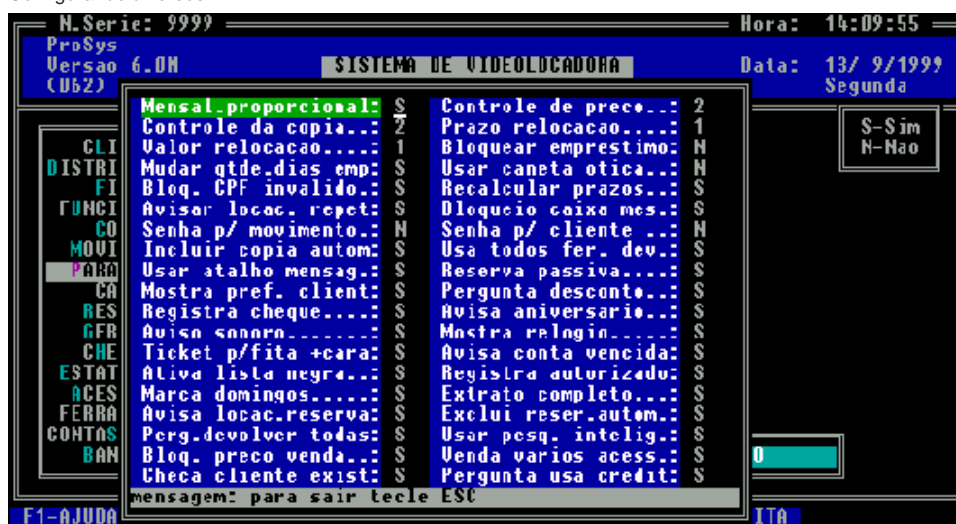 N.Serie: 9999 Hora: 14:09:55
ProSys
Versao 6.0N SISTEMA DE VIDEOLOCADORA Data: 13/ 9/1999
(U62) Segunda
Mensal.proporcional: S Controle de preco..: 2
Controle da copia..: 2 Prazo relocacao....: 1 S-Sim
CLI Valor relocacao....: 1 Bloquear emprestimo: N N-Nao
DISTRI Mudar qtde.dias emp: S Usar caneta otica..: N
FI Bloq. CPF invalido.: S Recalcular prazos..: S
FUNCI Avisar locac. repet: S Bloqueio caixa mes.: S
CO Senha p/ movimento.: N Senha p/ cliente ..: N
MOVI Incluir copia autom: S Usa todos fer. dev.: S
PARA Usar atalho mensag.: S Reserva passiva....: S
CA Mostra pref. client: S Pergunta desconto..: S
RES Registra cheque....: S Avisa aniversario..: S
GER Aviso sonoro.......: S Mostra relogio.....: S
CHE Ticket p/fita +cara: S Avisa conta vencida: S
ESTAT Ativa lista negra..: S Registra autorizado: S
ACES Marca domingos.....: S Extrato completo...: S
FERRA Avisa locac.reserva: S Exclui reser.autom.: S
CONTAS Perg.devolver todas: S Usar pesq. intelig.: S
BAN Bloq. preco venda..: S Venda varios acess.: S O
Checa cliente exist: S Pergunta usa credit: S
mensagem: para sair tecle ESC
F1-AJUDA ITA